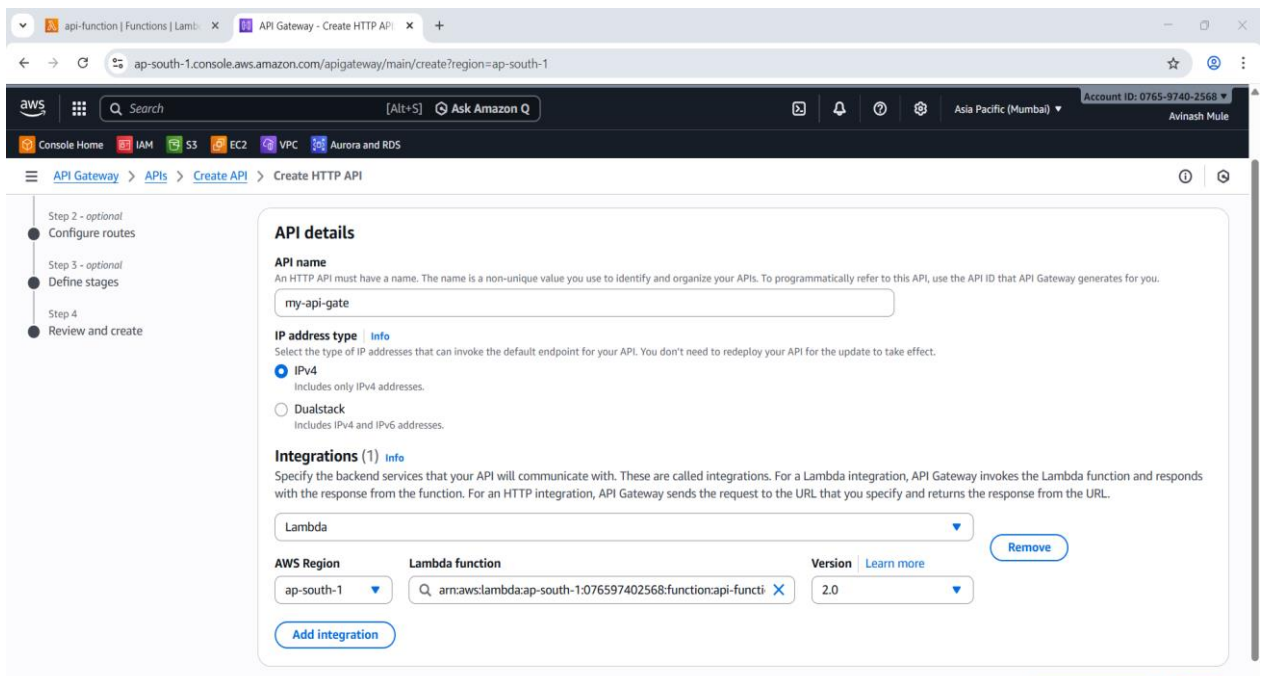 api-function | Functions | Lamb
API Gateway - Create HTTP AP
ap-south-1.console.aws.amazon.com/apigateway/main/create?region=ap-south-1
aws
Search
[Alt+S]
Ask Amazon Q
Asia Pacific (Mumbai)
Account ID: 0765-9740-2568
Avinash Mule
Console Home IAM S3 EC2 VPC Aurora and RDS
API Gateway > APIs > Create API > Create HTTP API
Step 2 - optional
Configure routes
Step 3 - optional
Define stages
Step 4
Review and create
API details
API name
An HTTP API must have a name. The name is a non-unique value you use to identify and organize your APIs. To programmatically refer to this API, use the API ID that API Gateway generates for you.
my-api-gate
IP address type Info
Select the type of IP addresses that can invoke the default endpoint for your API. You don't need to redeploy your API for the update to take effect.
IPv4
Includes only IPv4 addresses.
Dualstack
Includes IPv4 and IPv6 addresses.
Integrations (1) Info
Specify the backend services that your API will communicate with. These are called integrations. For a Lambda integration, API Gateway invokes the Lambda function and responds
with the response from the function. For an HTTP integration, API Gateway sends the request to the URL that you specify and returns the response from the URL.
Lambda
Remove
AWS Region Lambda function Version Learn more
ap-south-1 arn:aws:lambda:ap-south-1:076597402568:function:api-functi 2.0
Add integration